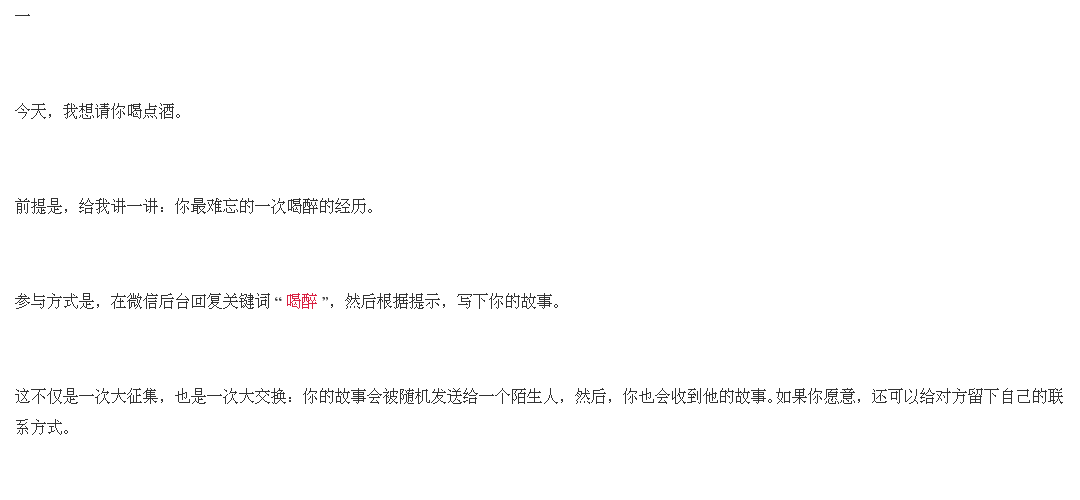 一
今天，我想请你喝点酒。
前提是，给我讲一讲：你最难忘的一次喝醉的经历。
参与方式是，在微信后台回复关键词 “ 喝醉 ”，然后根据提示，写下你的故事。
这不仅是一次大征集，也是一次大交换：你的故事会被随机发送给一个陌生人，然后，你也会收到他的故事。如果你愿意，还可以给对方留下自己的联
系方式。